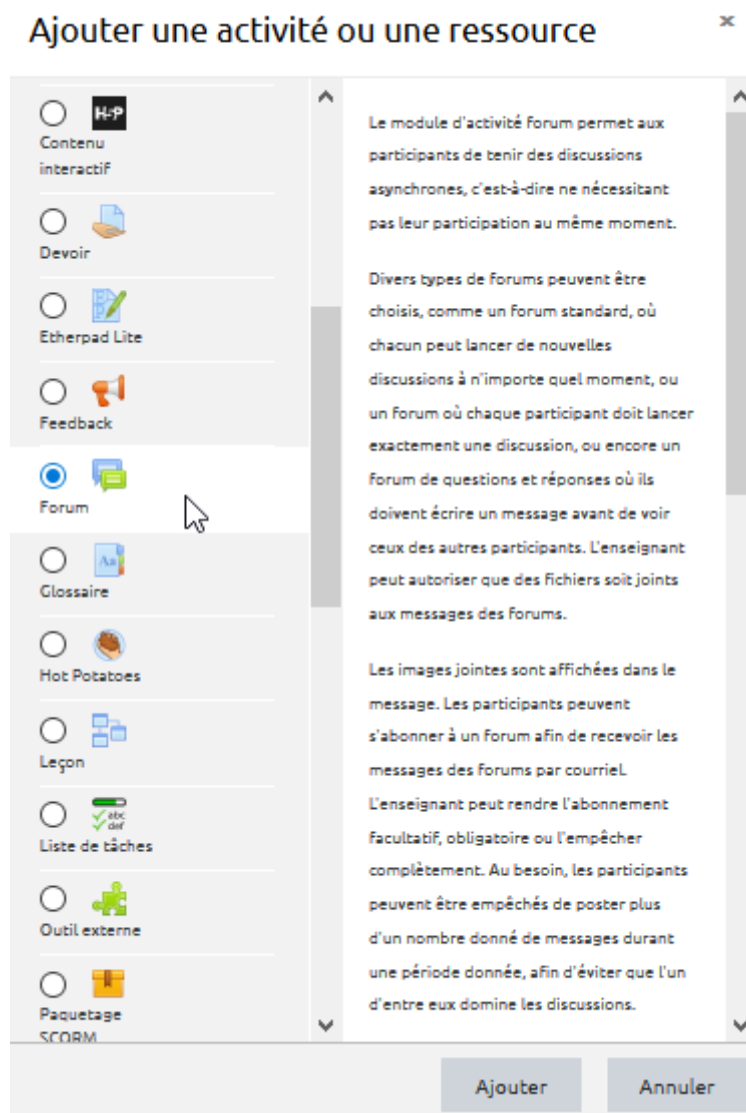 Ajouter une activité ou une ressource
×
H-P
Contenu
interactif
Devoir
Etherpad Lite
Feedback
Forum
Aa
Glossaire
Hot Potatoes
Leçon
abc
def
Liste de tâches
Outil externe
Paquetage
SCORM
Le module d'activité forum permet aux
participants de tenir des discussions
asynchrones, c'est-à-dire ne nécessitant
pas leur participation au même moment.
Divers types de forums peuvent être
choisis, comme un forum standard, où
chacun peut lancer de nouvelles
discussions à n'importe quel moment, ou
un forum où chaque participant doit lancer
exactement une discussion, ou encore un
forum de questions et réponses où ils
doivent écrire un message avant de voir
ceux des autres participants. L'enseignant
peut autoriser que des fichiers soit joints
aux messages des forums.
Les images jointes sont affichées dans le
message. Les participants peuvent
s'abonner à un forum afin de recevoir les
messages des forums par courriel.
L'enseignant peut rendre l'abonnement
facultatif, obligatoire ou l'empêcher
complètement. Au besoin, les participants
peuvent être empêchés de poster plus
d'un nombre donné de messages durant
une période donnée, afin d'éviter que l'un
d'entre eux domine les discussions.
Ajouter
Annuler